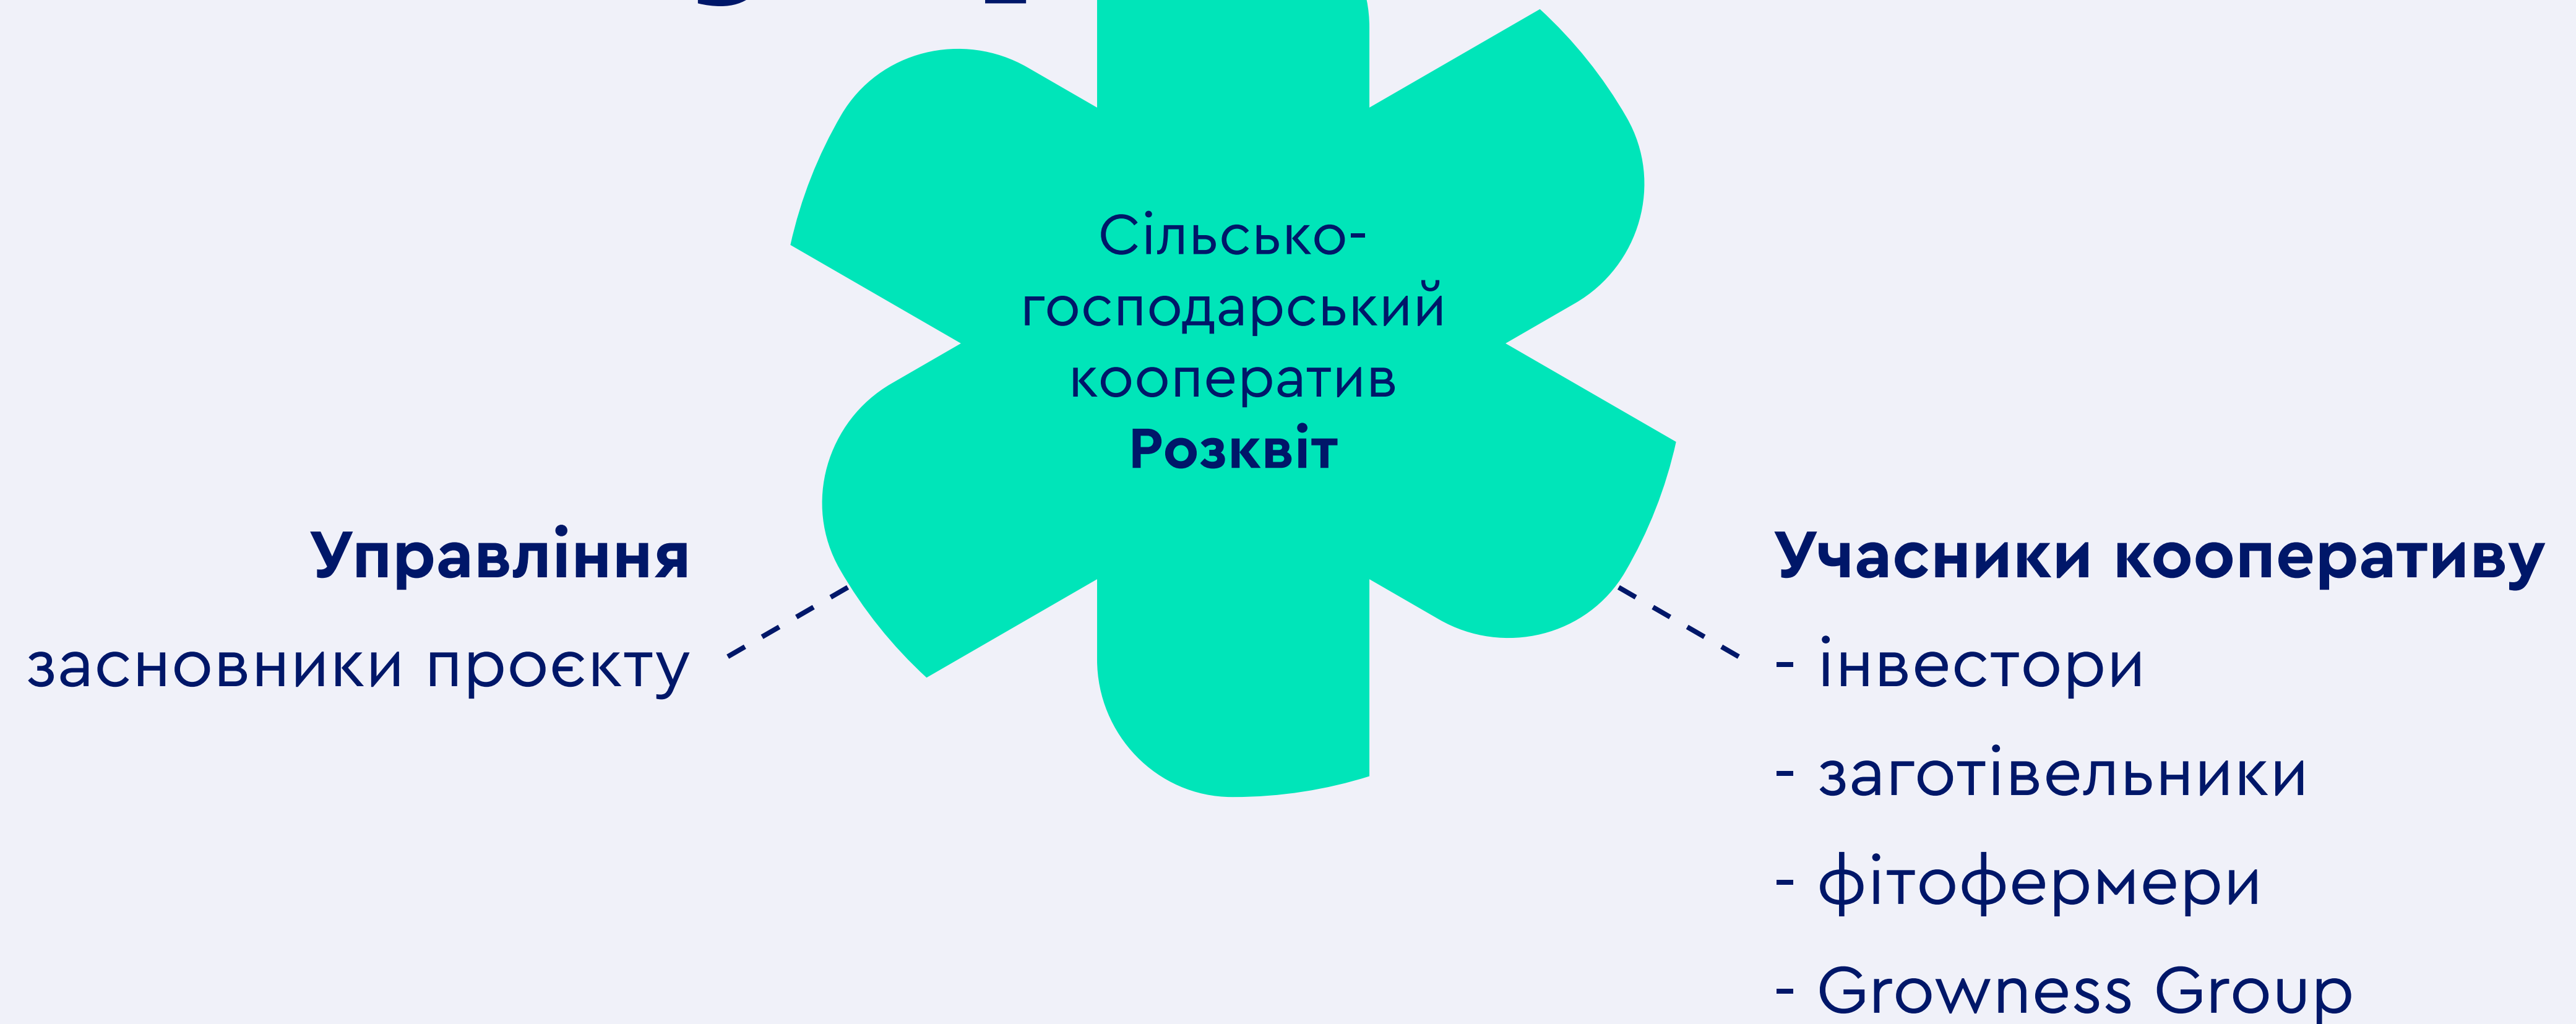 Сільсько-
господарський
кооператив
Розквіт
Управління
засновники проєкту
Учасники кооперативу
- інвестори
- заготівельники
- фітофермери
- Growness Group